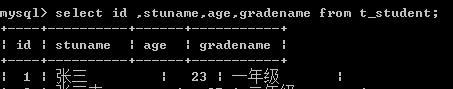 mysql> select id ,stuname,age,gradename from t_student;
+----+---------+------+-----------+
| id | stuname | age | gradename |
+----+---------+------+-----------+
| 1 | 张三 | 23 | 一年级 |